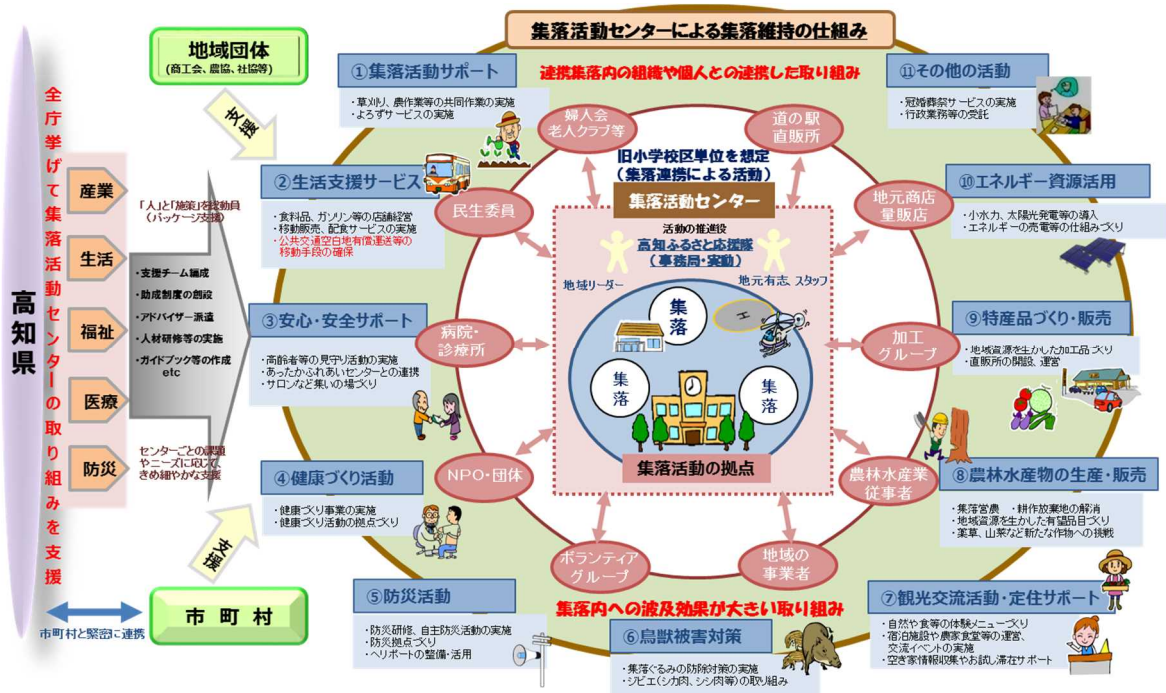 集落活動センターによる集落維持の仕組み
地域団体
(商工会、農協、社協等)
支援
高知県
全庁挙げて集落活動センターの取り組みを支援
産業
生活
福祉
医療
防災
「人」と「施策」を総動員
(パッケージ支援)
・支援チーム編成
・助成制度の創設
・アドバイザー派遣
・人材研修等の実施
・ガイドブック等の作成
etc
センターごとの課題
やニーズに応じて、
きめ細やかな支援
支援
市町村
市町村と緊密に連携
連携集落内の組織や個人との連携した取り組み
①集落活動サポート
・草刈り、農作業等の共同作業の実施
・よろずサービスの実施
②生活支援サービス
・食料品、ガソリン等の店舗経営
・移動販売、配食サービスの実施
・公共交通空白地有償運送等の
移動手段の確保
③安心・安全サポート
・高齢者等の見守り活動の実施
・あったかふれあいセンターとの連携
・サロンなど集いの場づくり
④健康づくり活動
・健康づくり事業の実施
・健康づくり活動の拠点づくり
⑤防災活動
・防災研修、自主防災活動の実施
・防災拠点づくり
・ヘリポートの整備・活用
⑥鳥獣被害対策
・集落ぐるみの防除対策の実施
・ジビエ(シカ肉、シシ肉等)の取り組み
⑦観光交流活動・定住サポート
・自然や食等の体験メニューづくり
・宿泊施設や農家食堂等の運営、
交流イベントの実施
・空き家情報収集やお試し滞在サポート
⑧農林水産物の生産・販売
・集落営農　・耕作放棄地の解消
・地域資源を生かした有望品目づくり
・薬草、山菜など新たな作物への挑戦
⑨特産品づくり・販売
・地域資源を生かした加工品づくり
・直販所の開設、運営
⑩エネルギー資源活用
・小水力、太陽光発電等の導入
・エネルギーの売電等の仕組みづくり
⑪その他の活動
・冠婚葬祭サービスの実施
・行政業務等の受託
婦人会
老人クラブ等
道の駅
直販所
民生委員
地元商店
量販店
病院・
診療所
加工
グループ
NPO・団体
農林水産業
従事者
ボランティア
グループ
地域の
事業者
旧小学校区単位を想定
(集落連携による活動)
集落活動センター
活動の推進役
高知ふるさと応援隊
(事務局・実動)
地域リーダー
地元有志、スタッフ
集落
H
集落
集落
集落活動の拠点
集落内への波及効果が大きい取り組み